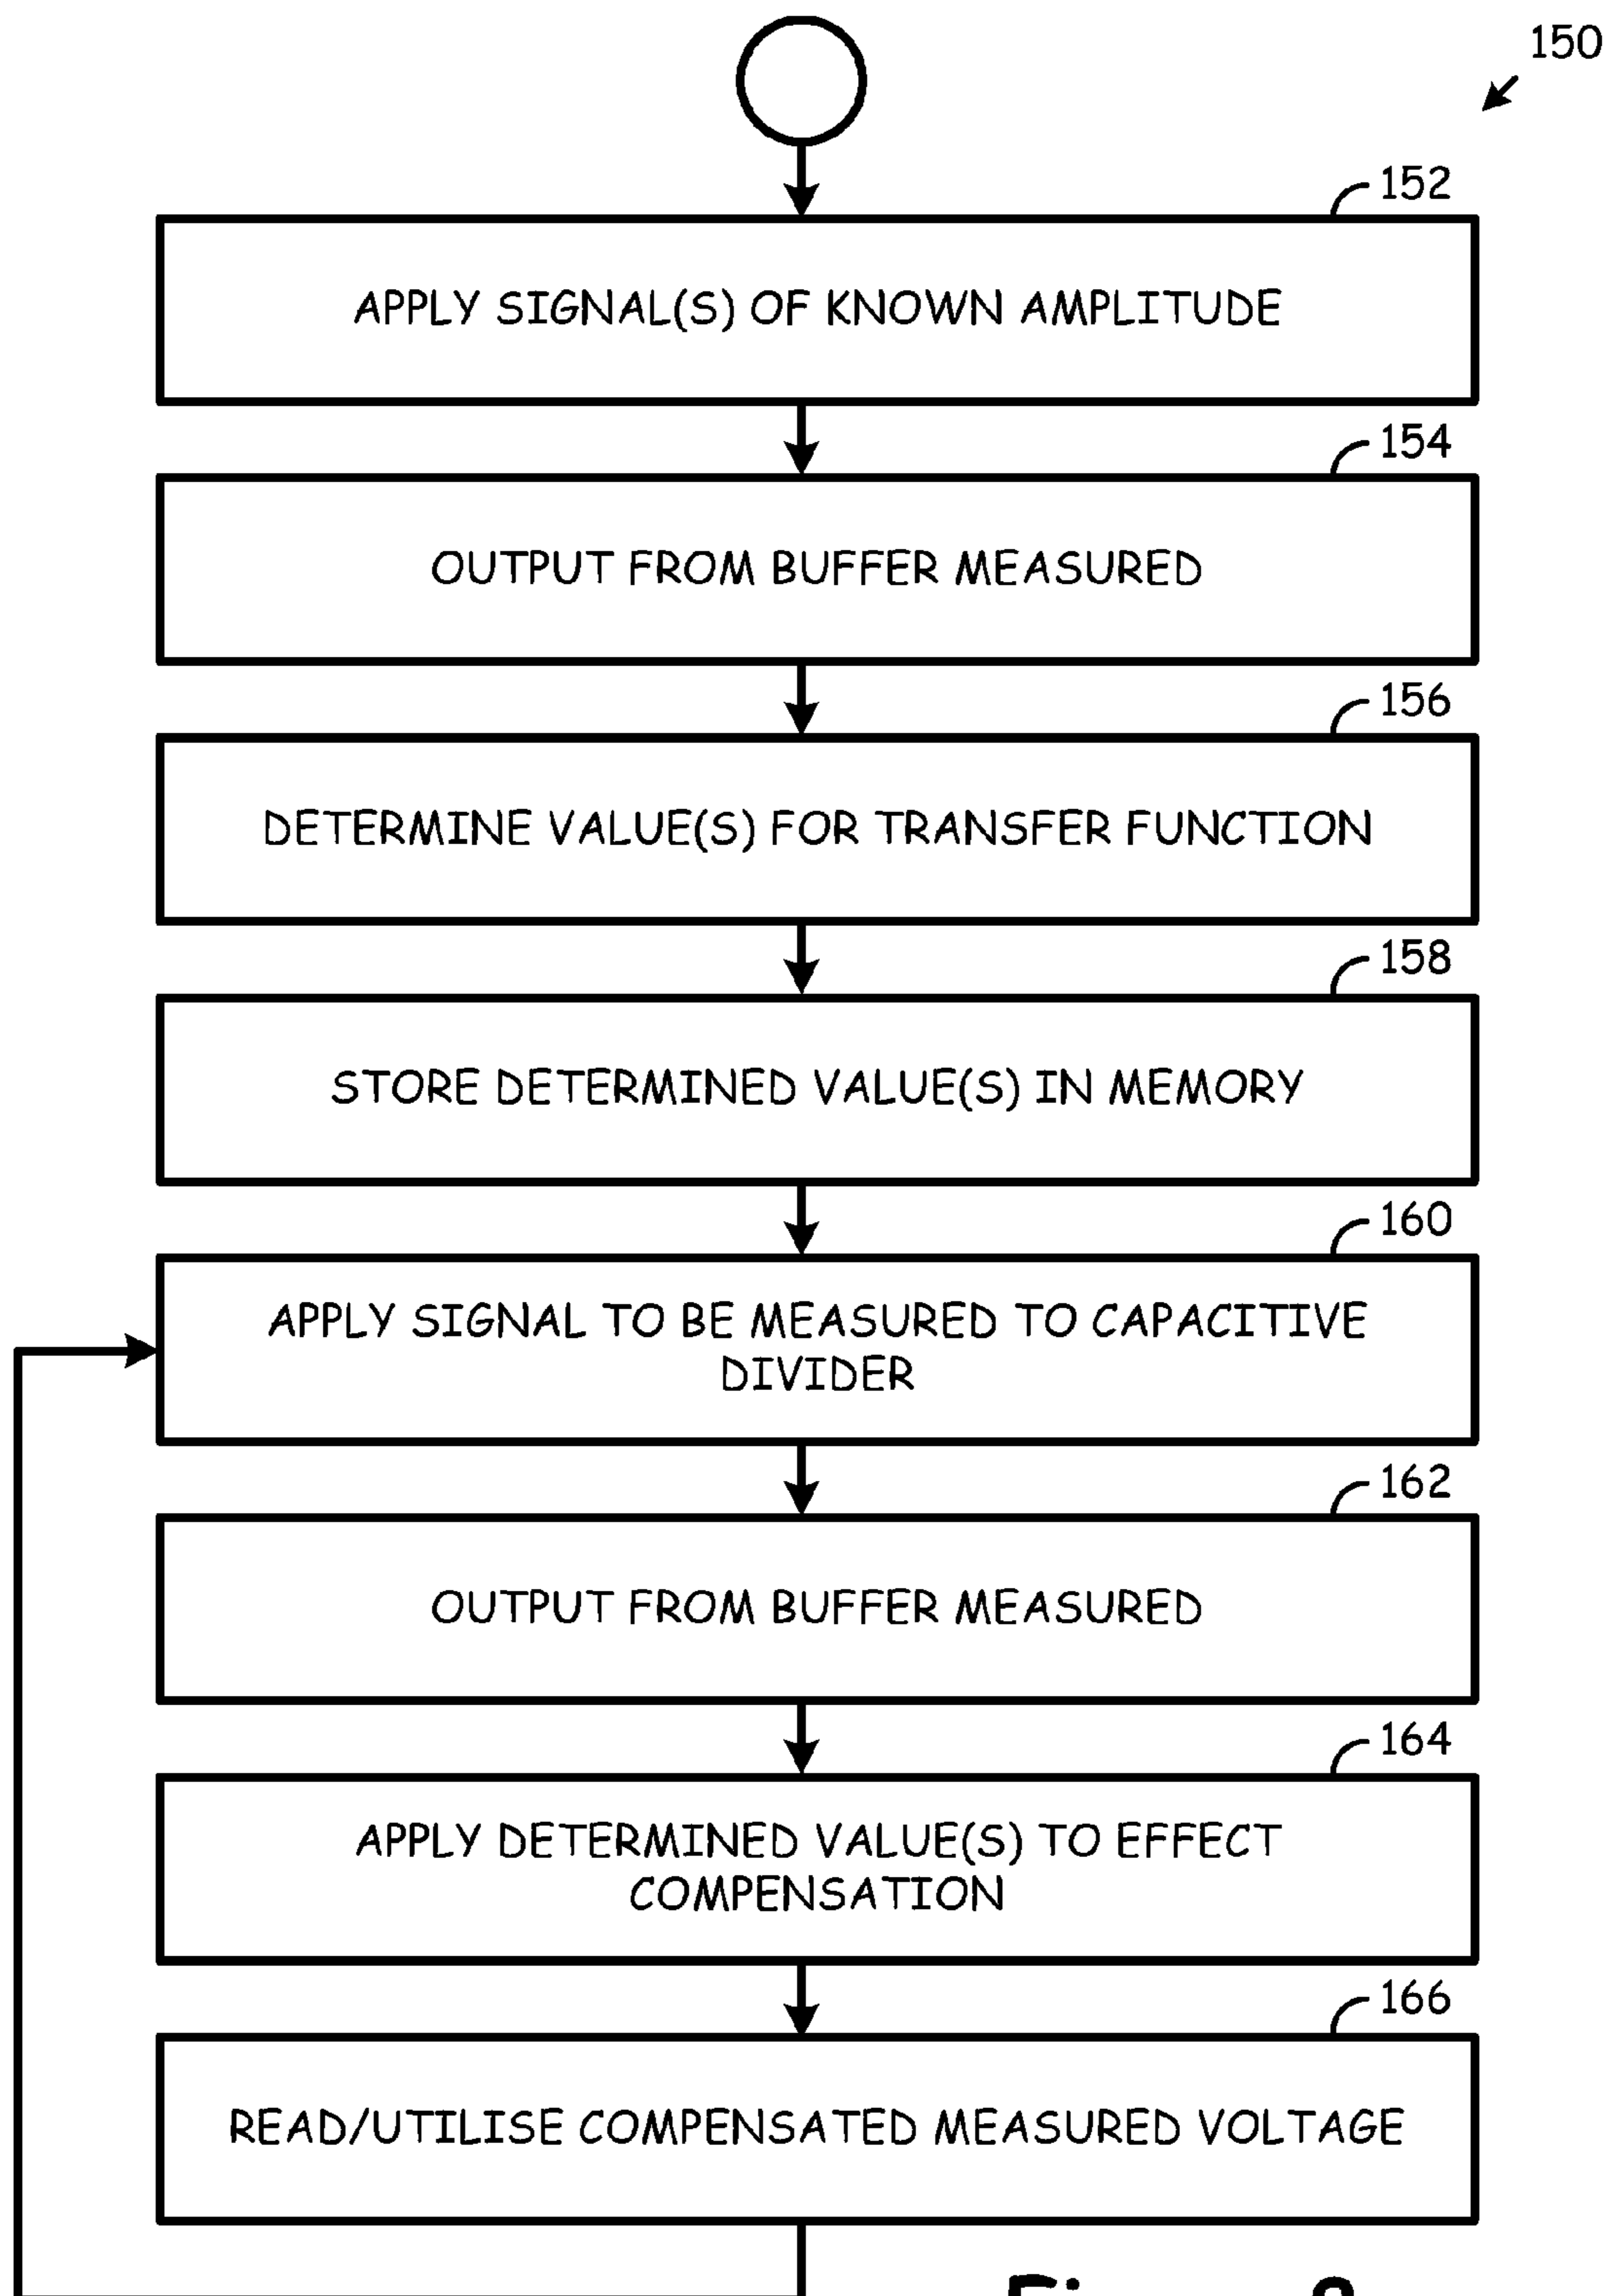 150
152
APPLY SIGNAL(S) OF KNOWN AMPLITUDE
154
OUTPUT FROM BUFFER MEASURED
156
DETERMINE VALUE(S) FOR TRANSFER FUNCTION
158
STORE DETERMINED VALUE(S) IN MEMORY
160
APPLY SIGNAL TO BE MEASURED TO CAPACITIVE
DIVIDER
162
OUTPUT FROM BUFFER MEASURED
164
APPLY DETERMINED VALUE(S) TO EFFECT
COMPENSATION
166
READ/UTILISE COMPENSATED MEASURED VOLTAGE